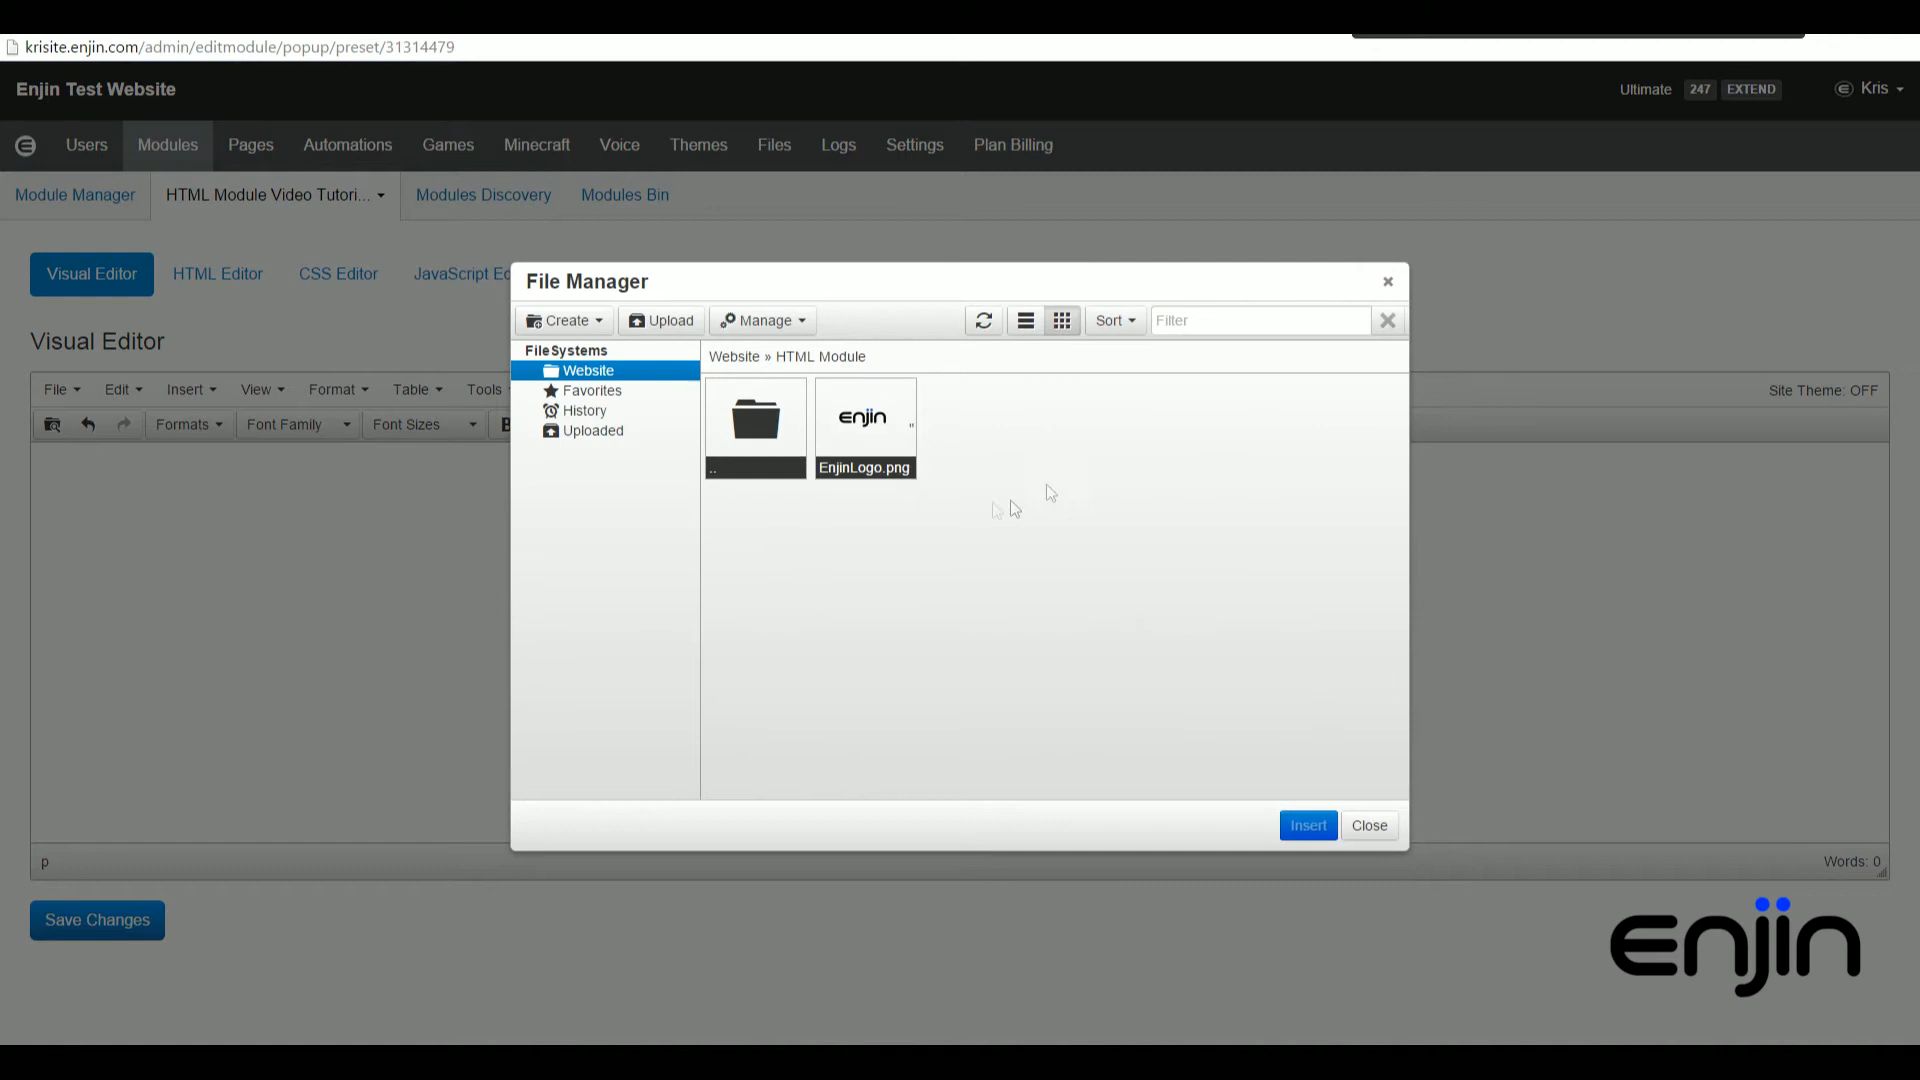 krisite.enjin.com/admin/editmodule/popup/preset/31314479
Enjin Test Website
Ultimate 247 EXTEND Kris
Users Modules Pages Automations Games Minecraft Voice Themes Files Logs Settings Plan Billing
Module Manager HTML Module Video Tutori... Modules Discovery Modules Bin
Visual Editor HTML Editor CSS Editor JavaScript Ed
File Manager
Create Upload Manage Sort Filter
Visual Editor
FileSystems
Website
Favorites
History
Uploaded
Website » HTML Module
..
enjin
EnjinLogo.png
File Edit Insert View Format Table Tools Site Theme: OFF
Formats Font Family Font Sizes B
Insert Close
p Words: 0
Save Changes
enjin